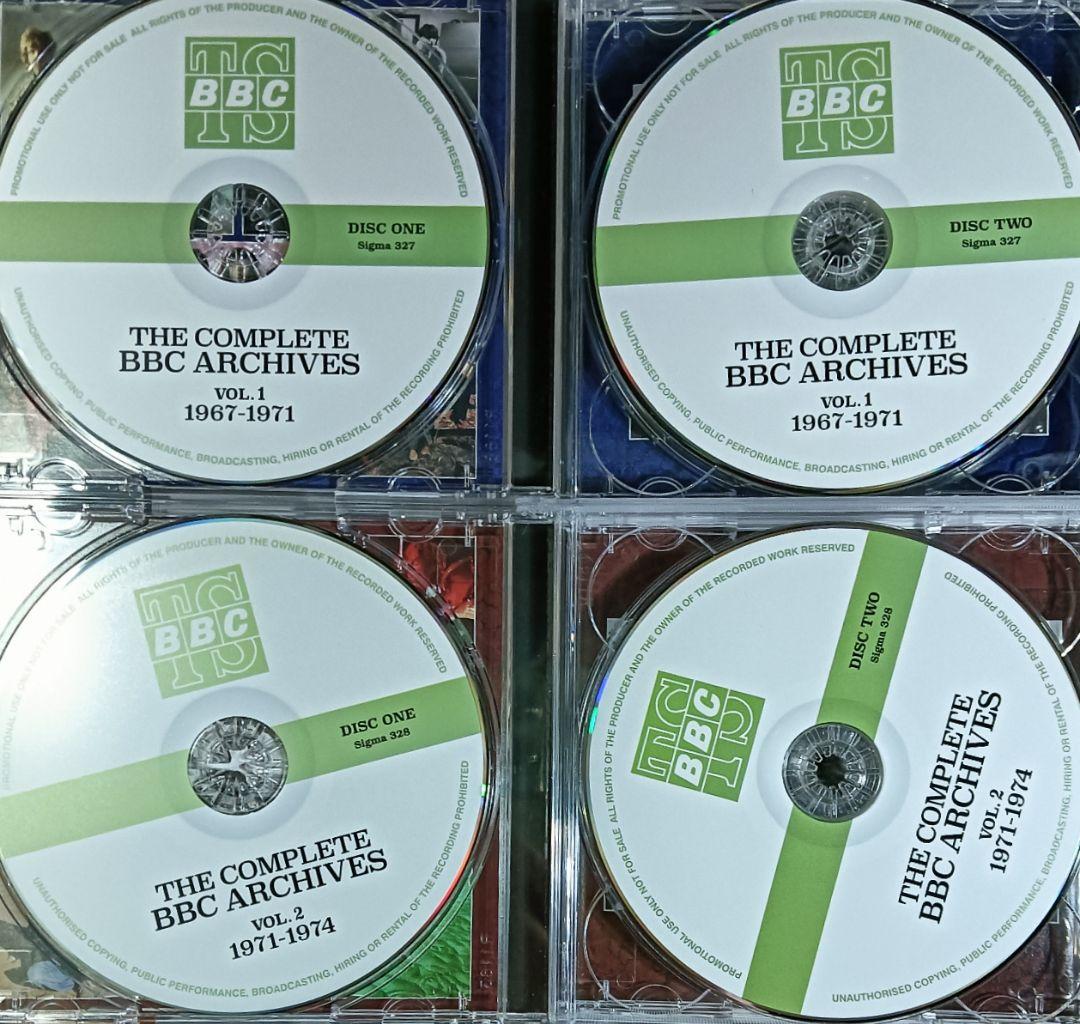 PROMOTIONAL USE ONLY NOT FOR SALE ALL RIGHTS OF THE PRODUCER AND THE OWNER OF THE RECORDED WORK RESERVED
TS
BBC
DISC ONE
Sigma 327
THE COMPLETE
BBC ARCHIVES
VOL. 1
1967-1971
UNAUTHORISED COPYING, PUBLIC PERFORMANCE, BROADCASTING, HIRING OR RENTAL OF THE RECORDING PROHIBITED
PROMOTIONAL USE ONLY NOT FOR SALE ALL RIGHTS OF THE PRODUCER AND THE OWNER OF THE RECORDED WORK RESERVED
TS
BBC
DISC TWO
Sigma 327
THE COMPLETE
BBC ARCHIVES
VOL. 1
1967-1971
UNAUTHORISED COPYING, PUBLIC PERFORMANCE, BROADCASTING, HIRING OR RENTAL OF THE RECORDING PROHIBITED
PROMOTIONAL USE ONLY NOT FOR SALE ALL RIGHTS OF THE PRODUCER AND THE OWNER OF THE RECORDED WORK RESERVED
TS
BBC
DISC ONE
Sigma 328
THE COMPLETE
BBC ARCHIVES
VOL. 2
1971-1974
UNAUTHORISED COPYING, PUBLIC PERFORMANCE, BROADCASTING, HIRING OR RENTAL OF THE RECORDING PROHIBITED
PROMOTIONAL USE ONLY NOT FOR SALE ALL RIGHTS OF THE PRODUCER AND THE OWNER OF THE RECORDED WORK RESERVED
TS
BBC
DISC TWO
Sigma 328
THE COMPLETE
BBC ARCHIVES
VOL. 2
1971-1974
UNAUTHORISED COPYING, PUBLIC PERFORMANCE, BROADCASTING, HIRING OR RENTAL OF THE RECORDING PROHIBITED